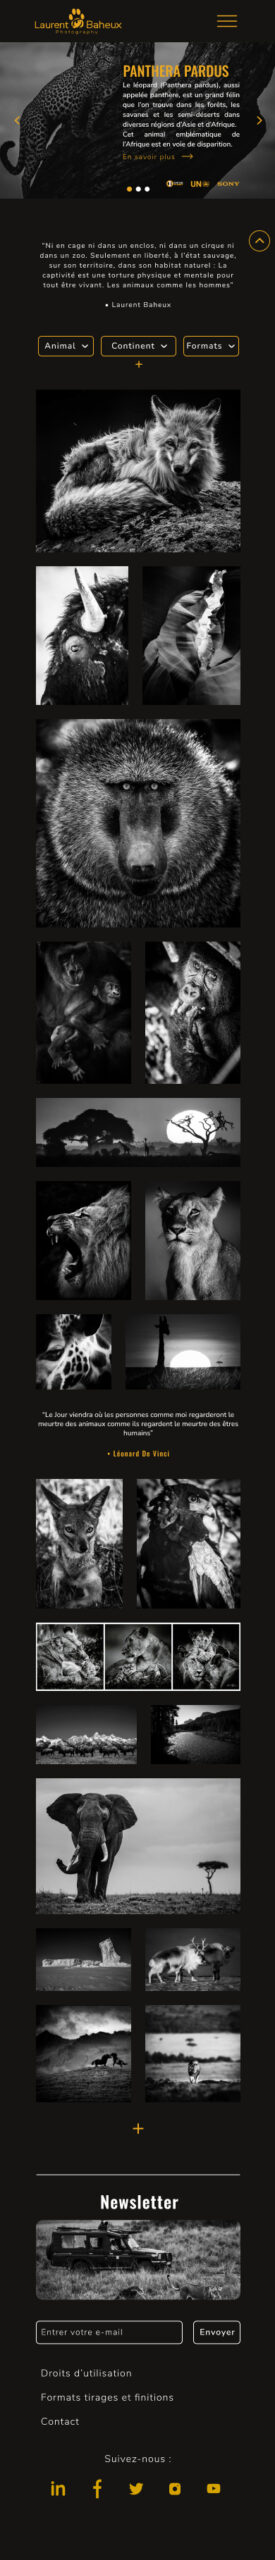 Laurent Baheux
Photography
PANTHERA PARDUS
Le léopard (Panthera pardus), aussi
appelée panthère, est un grand félin
que l'on trouve dans les forêts, les
savanes et les semi-déserts dans
diverses régions d'Asie et d'Afrique.
Cet animal emblématique de
l'Afrique est en voie de disparition.
En savoir plus
UN
SONY
"Ni en cage ni dans un enclos, ni dans un cirque ni
dans un zoo. Seulement en liberté, à l'état sauvage,
sur son territoire, dans son habitat naturel : La
captivité est une torture physique et mentale pour
tout être vivant. Les animaux comme les hommes"
• Laurent Baheux
Animal
Continent
Formats
+
"Le Jour viendra où les personnes comme moi regarderont le
meurtre des animaux comme ils regardent le meurtre des êtres
humains"
• Léonard De Vinci
+
Newsletter
Entrer votre e-mail
Envoyer
Droits d'utilisation
Formats tirages et finitions
Contact
Suivez-nous :